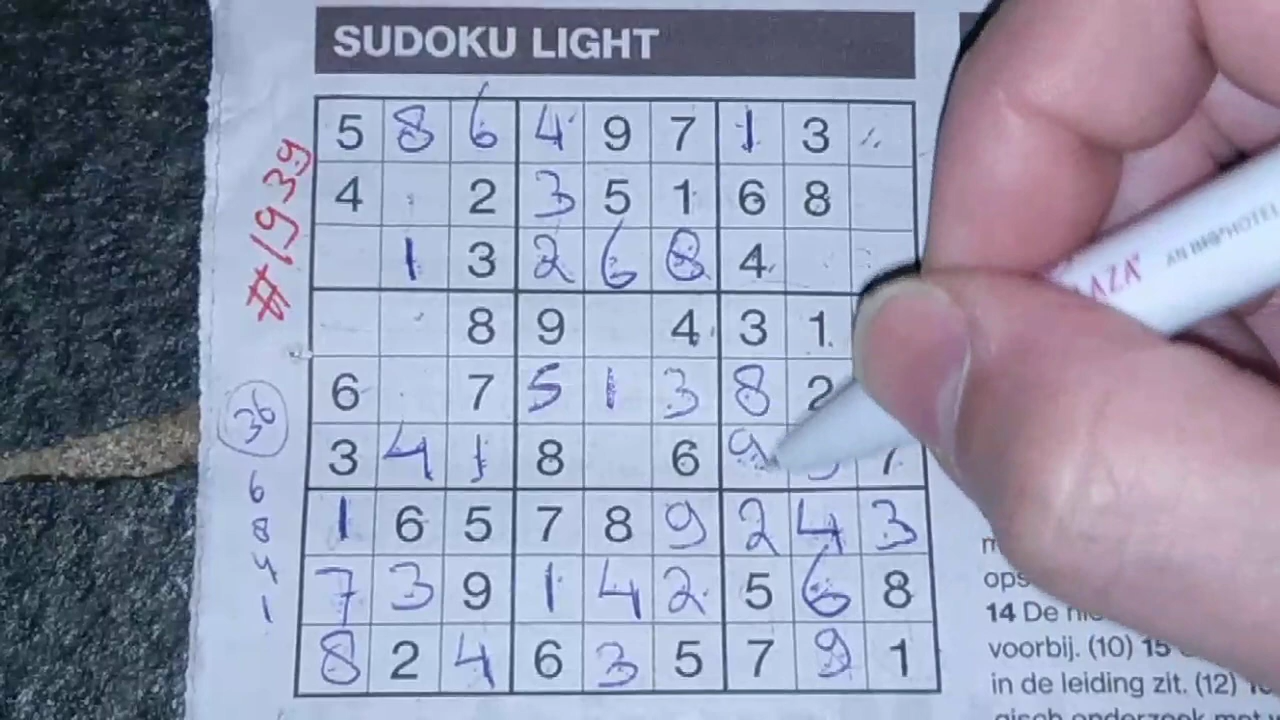 SUDOKU LIGHT
#1939
5 8 6 4 9 7 1 3
4 2 3 5 1 6 8
1 3 2 6 8 4
8 9 4 3 1
6 7 5 1 3 8 2
3 4 1 8 6 9 5 7
1 6 5 7 8 9 2 4 3
7 3 9 1 4 2 5 6 8
8 2 4 6 3 5 7 9 1
36
6
8
4
1
PLAZA
ops
14 De
voorbij. (10) 15
in de leiding zit. (12)